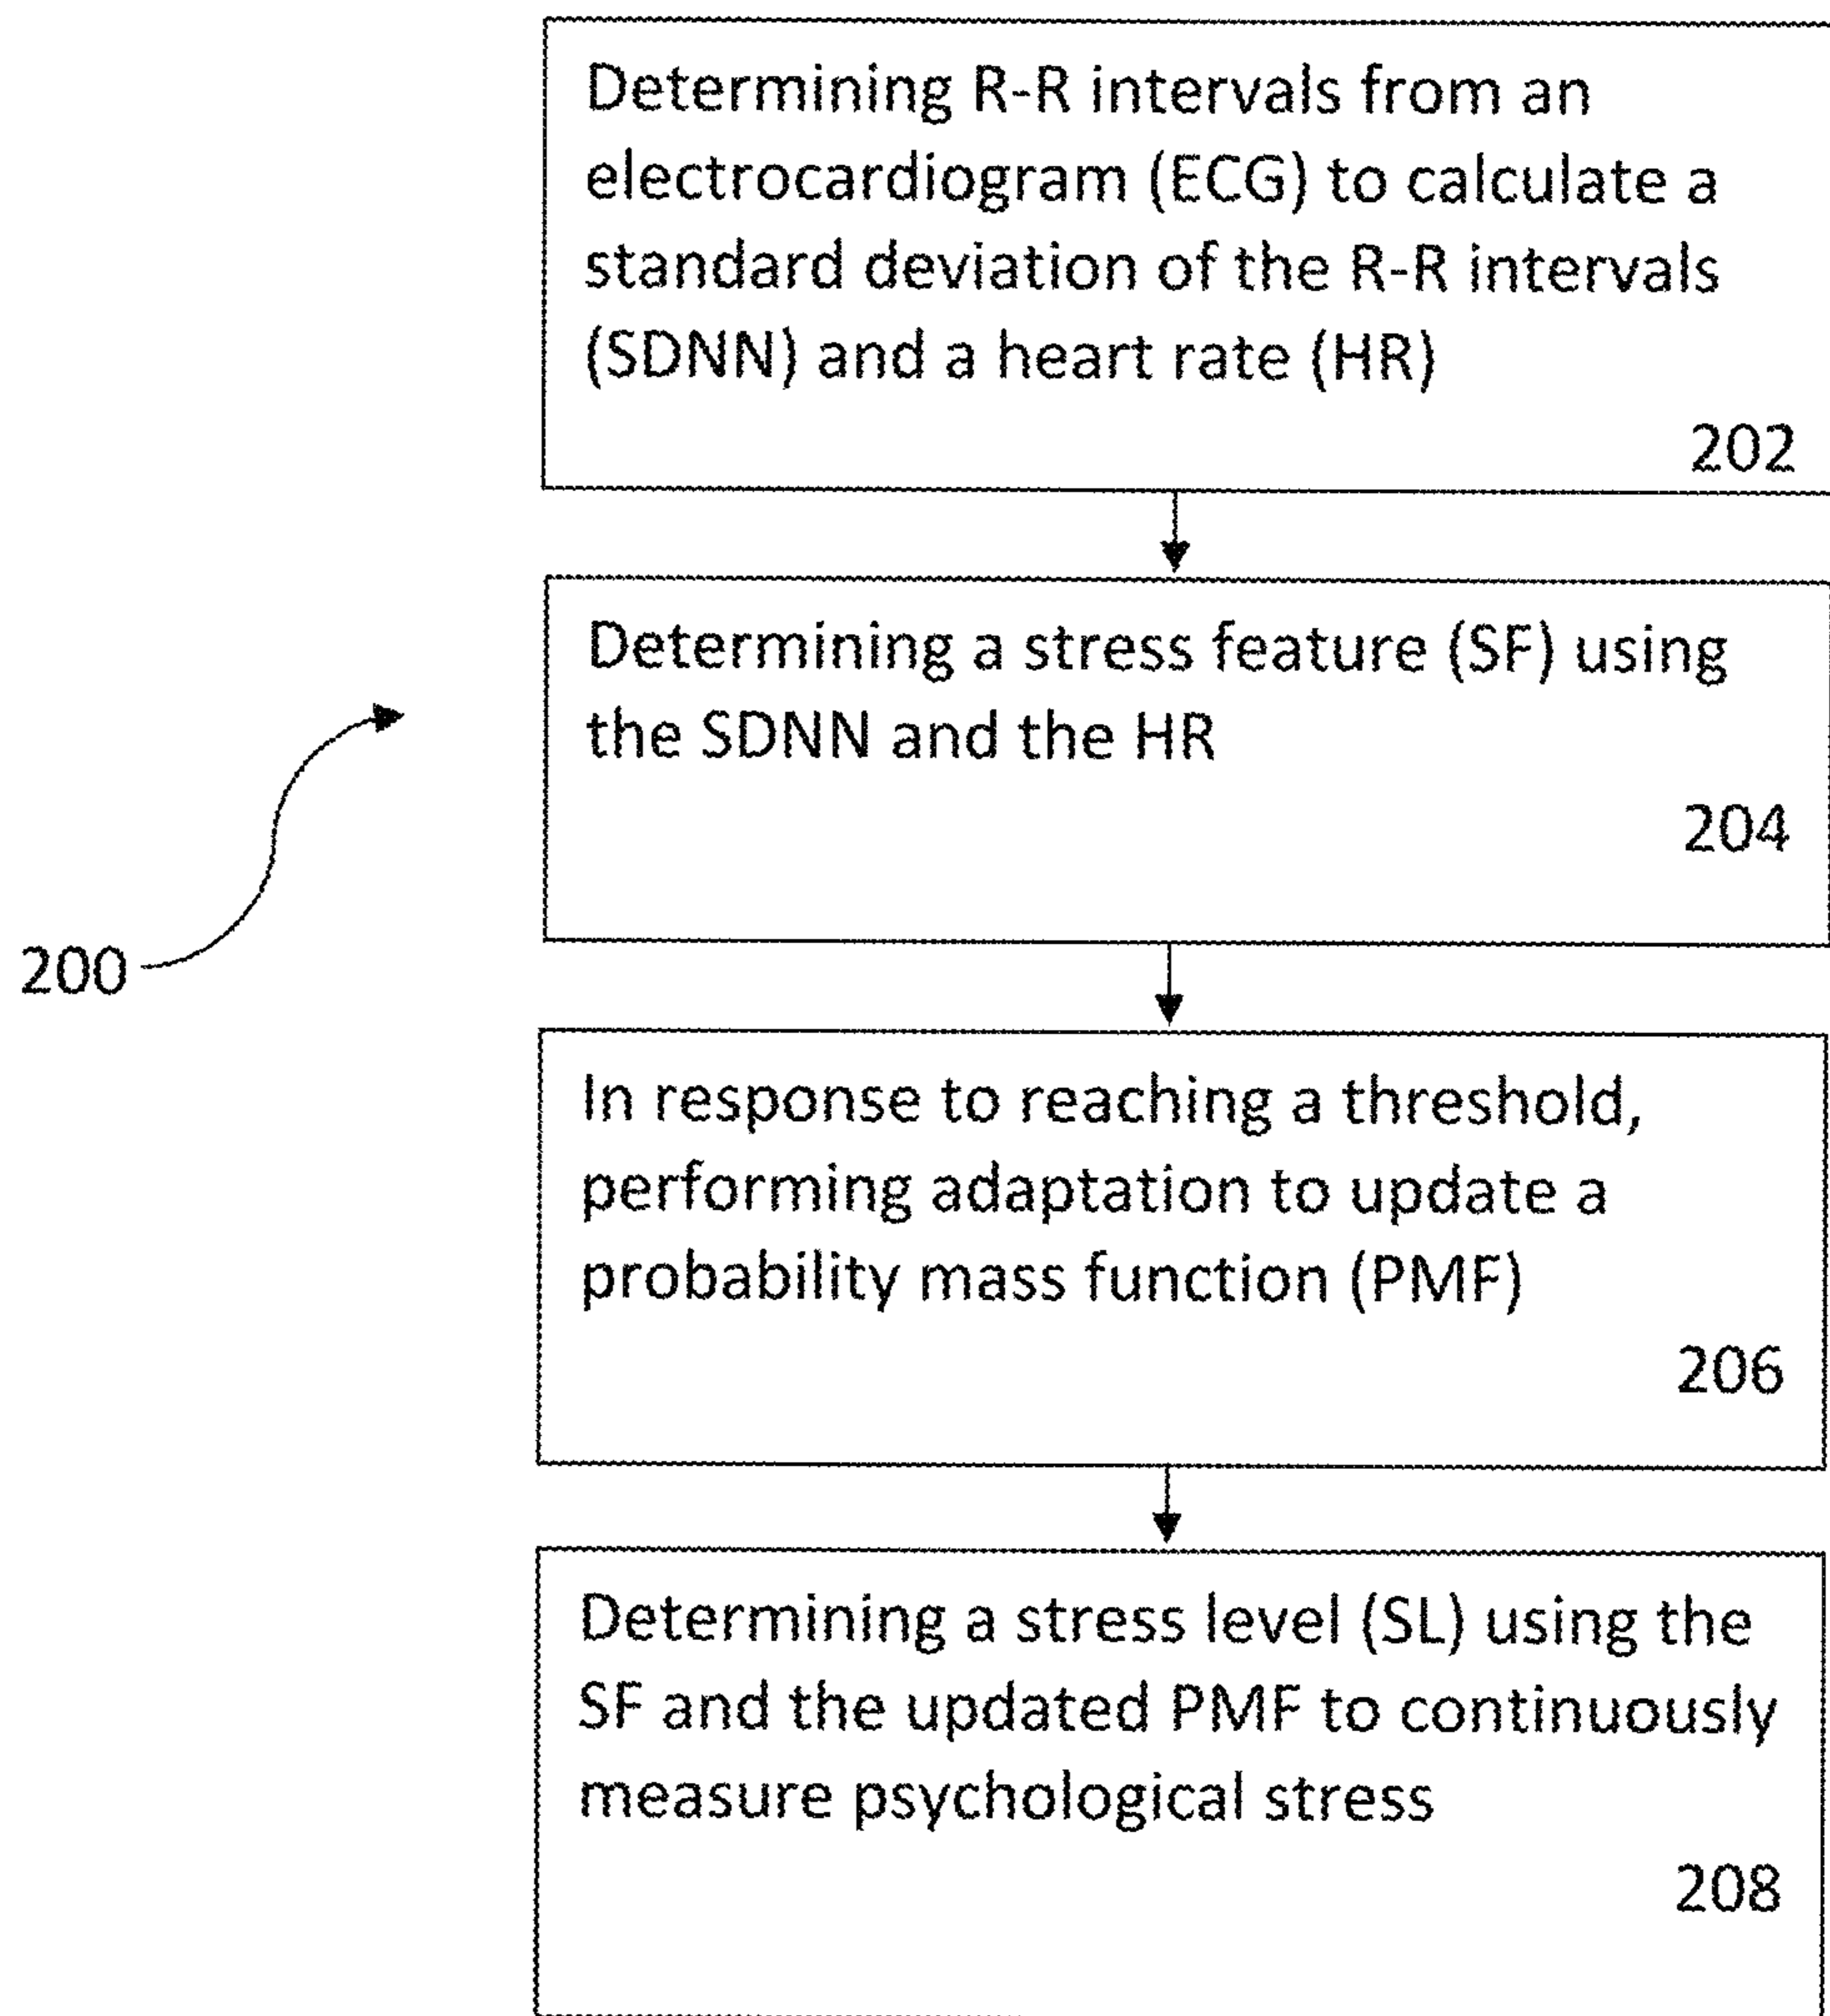 Determining R-R intervals from an
electrocardiogram (ECG) to calculate a
standard deviation of the R-R intervals
(SDNN) and a heart rate (HR)
202
Determining a stress feature (SF) using
the SDNN and the HR
204
200
In response to reaching a threshold,
performing adaptation to update a
probability mass function (PMF)
206
Determining a stress level (SL) using the
SF and the updated PMF to continuously
measure psychological stress
208